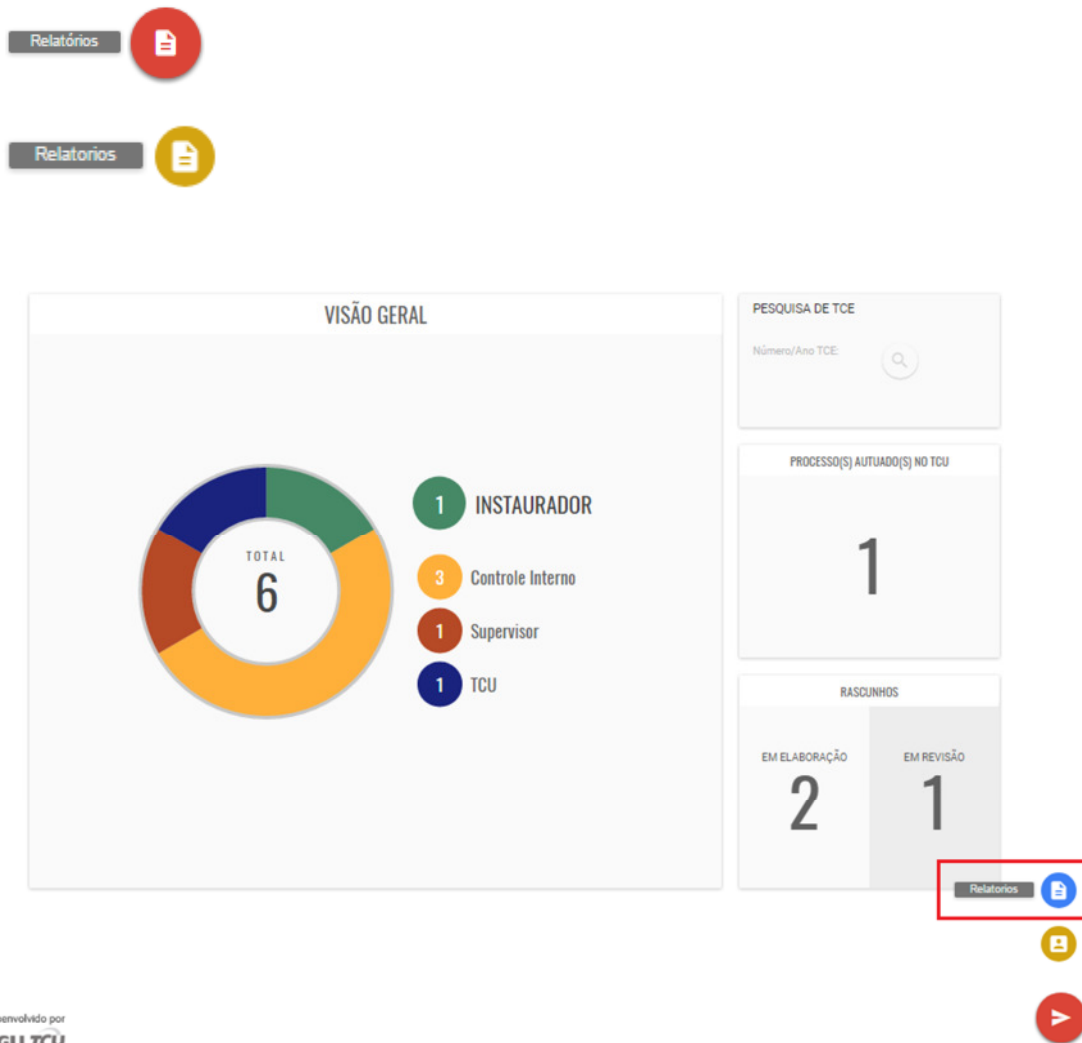 Relatórios
Relatorios
VISÃO GERAL
TOTAL
6
1 INSTAURADOR
3 Controle Interno
1 Supervisor
1 TCU
PESQUISA DE TCE
Número/Ano TCE:
PROCESSO(S) AUTUADO(S) NO TCU
1
RASCUNHOS
EM ELABORAÇÃO
2
EM REVISÃO
1
Relatorios
envolvido por
TCU